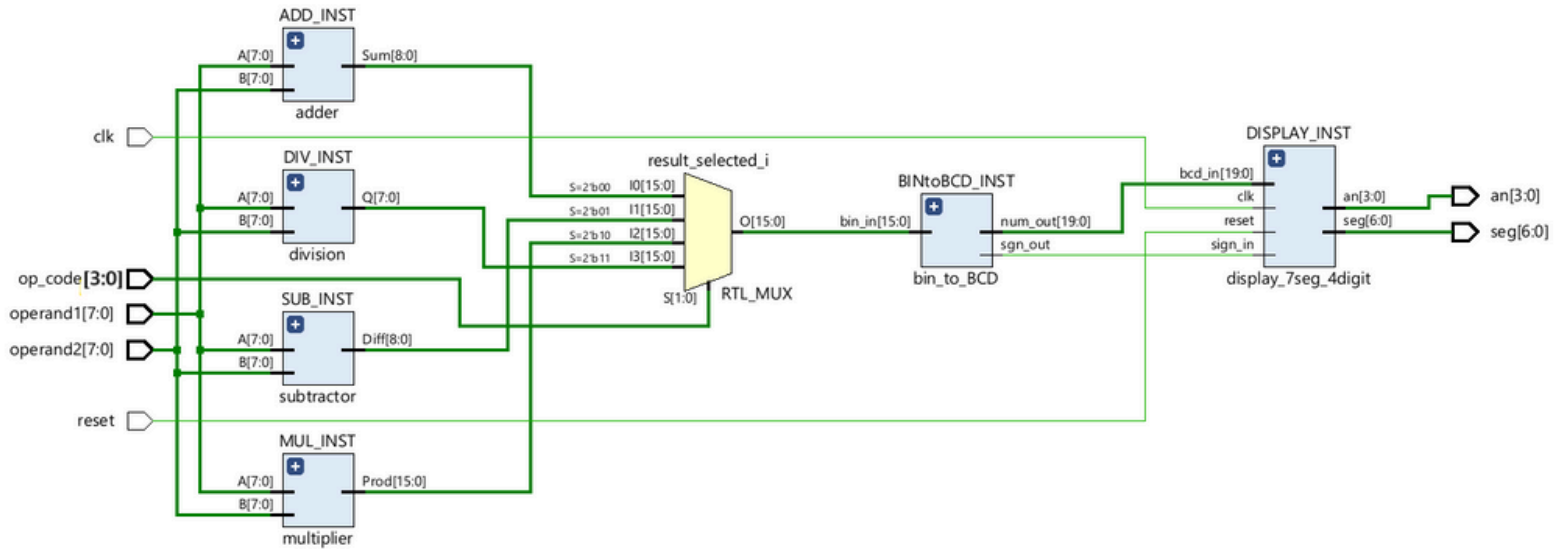 ADD_INST
A[7:0]
Sum[8:0]
B[7:0]
adder
clk
DIV_INST
A[7:0]
Q[7:0]
B[7:0]
division
op_code[3:0]
operand1[7:0]
operand2[7:0]
SUB_INST
A[7:0]
Diff[8:0]
B[7:0]
subtractor
reset
MUL_INST
A[7:0]
Prod[15:0]
B[7:0]
multiplier
result_selected_i
S=2'b00 I0[15:0]
S=2'b01 I1[15:0]
S=2'b10 I2[15:0]
S=2'b11 I3[15:0]
O[15:0]
S[1:0]
RTL_MUX
BINtoBCD_INST
bin_in[15:0]
num_out[19:0]
sgn_out
bin_to_BCD
DISPLAY_INST
bcd_in[19:0]
clk
reset
sign_in
an[3:0]
seg[6:0]
display_7seg_4digit
an[3:0]
seg[6:0]